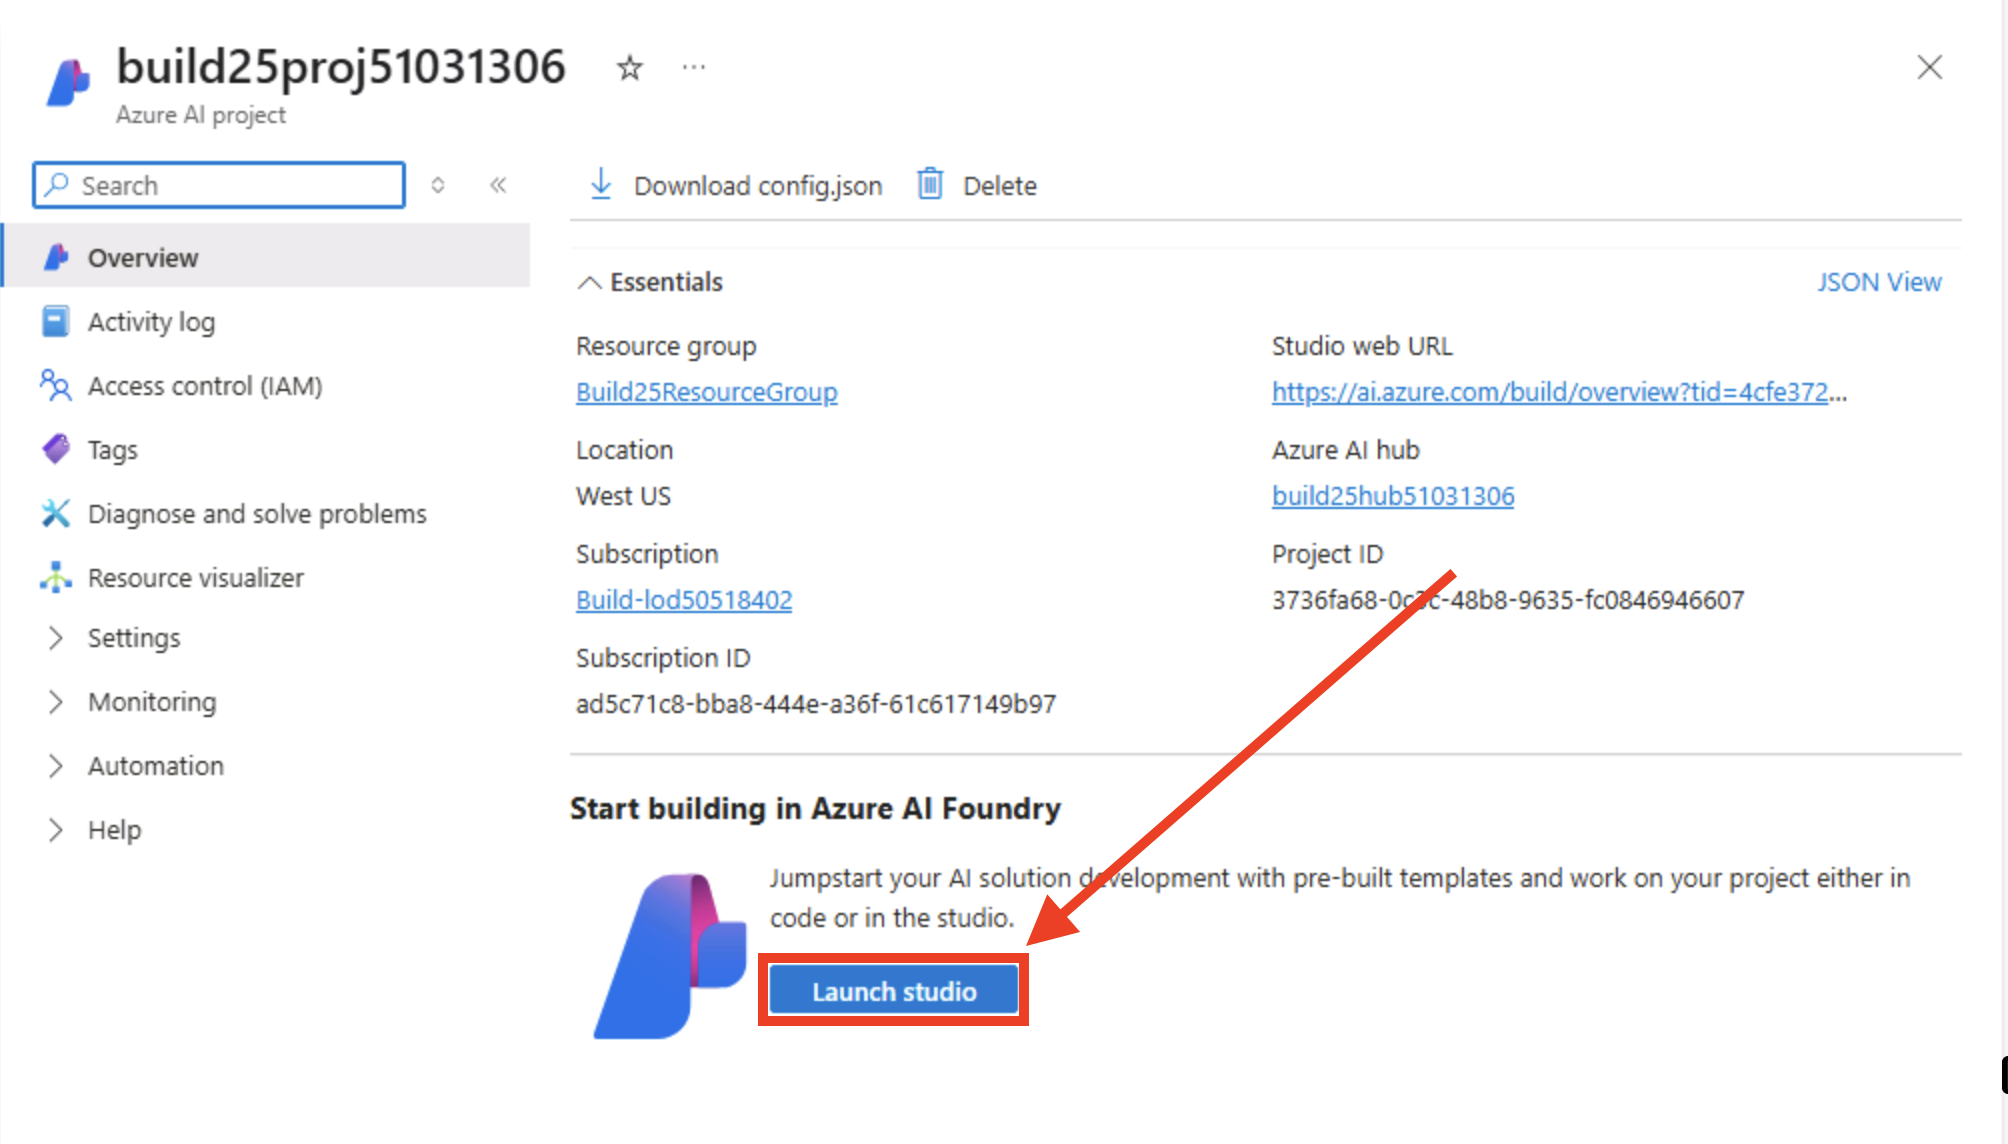 build25proj51031306
Azure AI project
Search
Overview
Activity log
Access control (IAM)
Tags
Diagnose and solve problems
Resource visualizer
Settings
Monitoring
Automation
Help
Download config.json
Delete
Essentials
JSON View
Resource group
Build25ResourceGroup
Location
West US
Subscription
Build-lod50518402
Subscription ID
ad5c71c8-bba8-444e-a36f-61c617149b97
Studio web URL
https://ai.azure.com/build/overview?tid=4cfe372...
Azure AI hub
build25hub51031306
Project ID
3736fa68-0c3c-48b8-9635-fc0846946607
Start building in Azure AI Foundry
Jumpstart your AI solution development with pre-built templates and work on your project either in
code or in the studio.
Launch studio